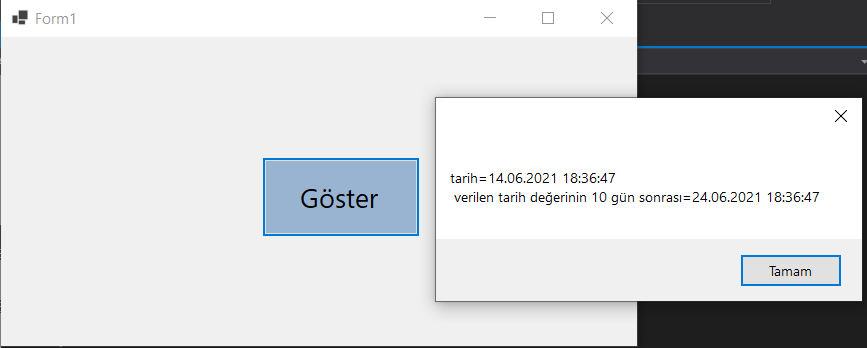 Form1
Göster
tarih=14.06.2021 18:36:47
verilen tarih değerinin 10 gün sonrası=24.06.2021 18:36:47
Tamam